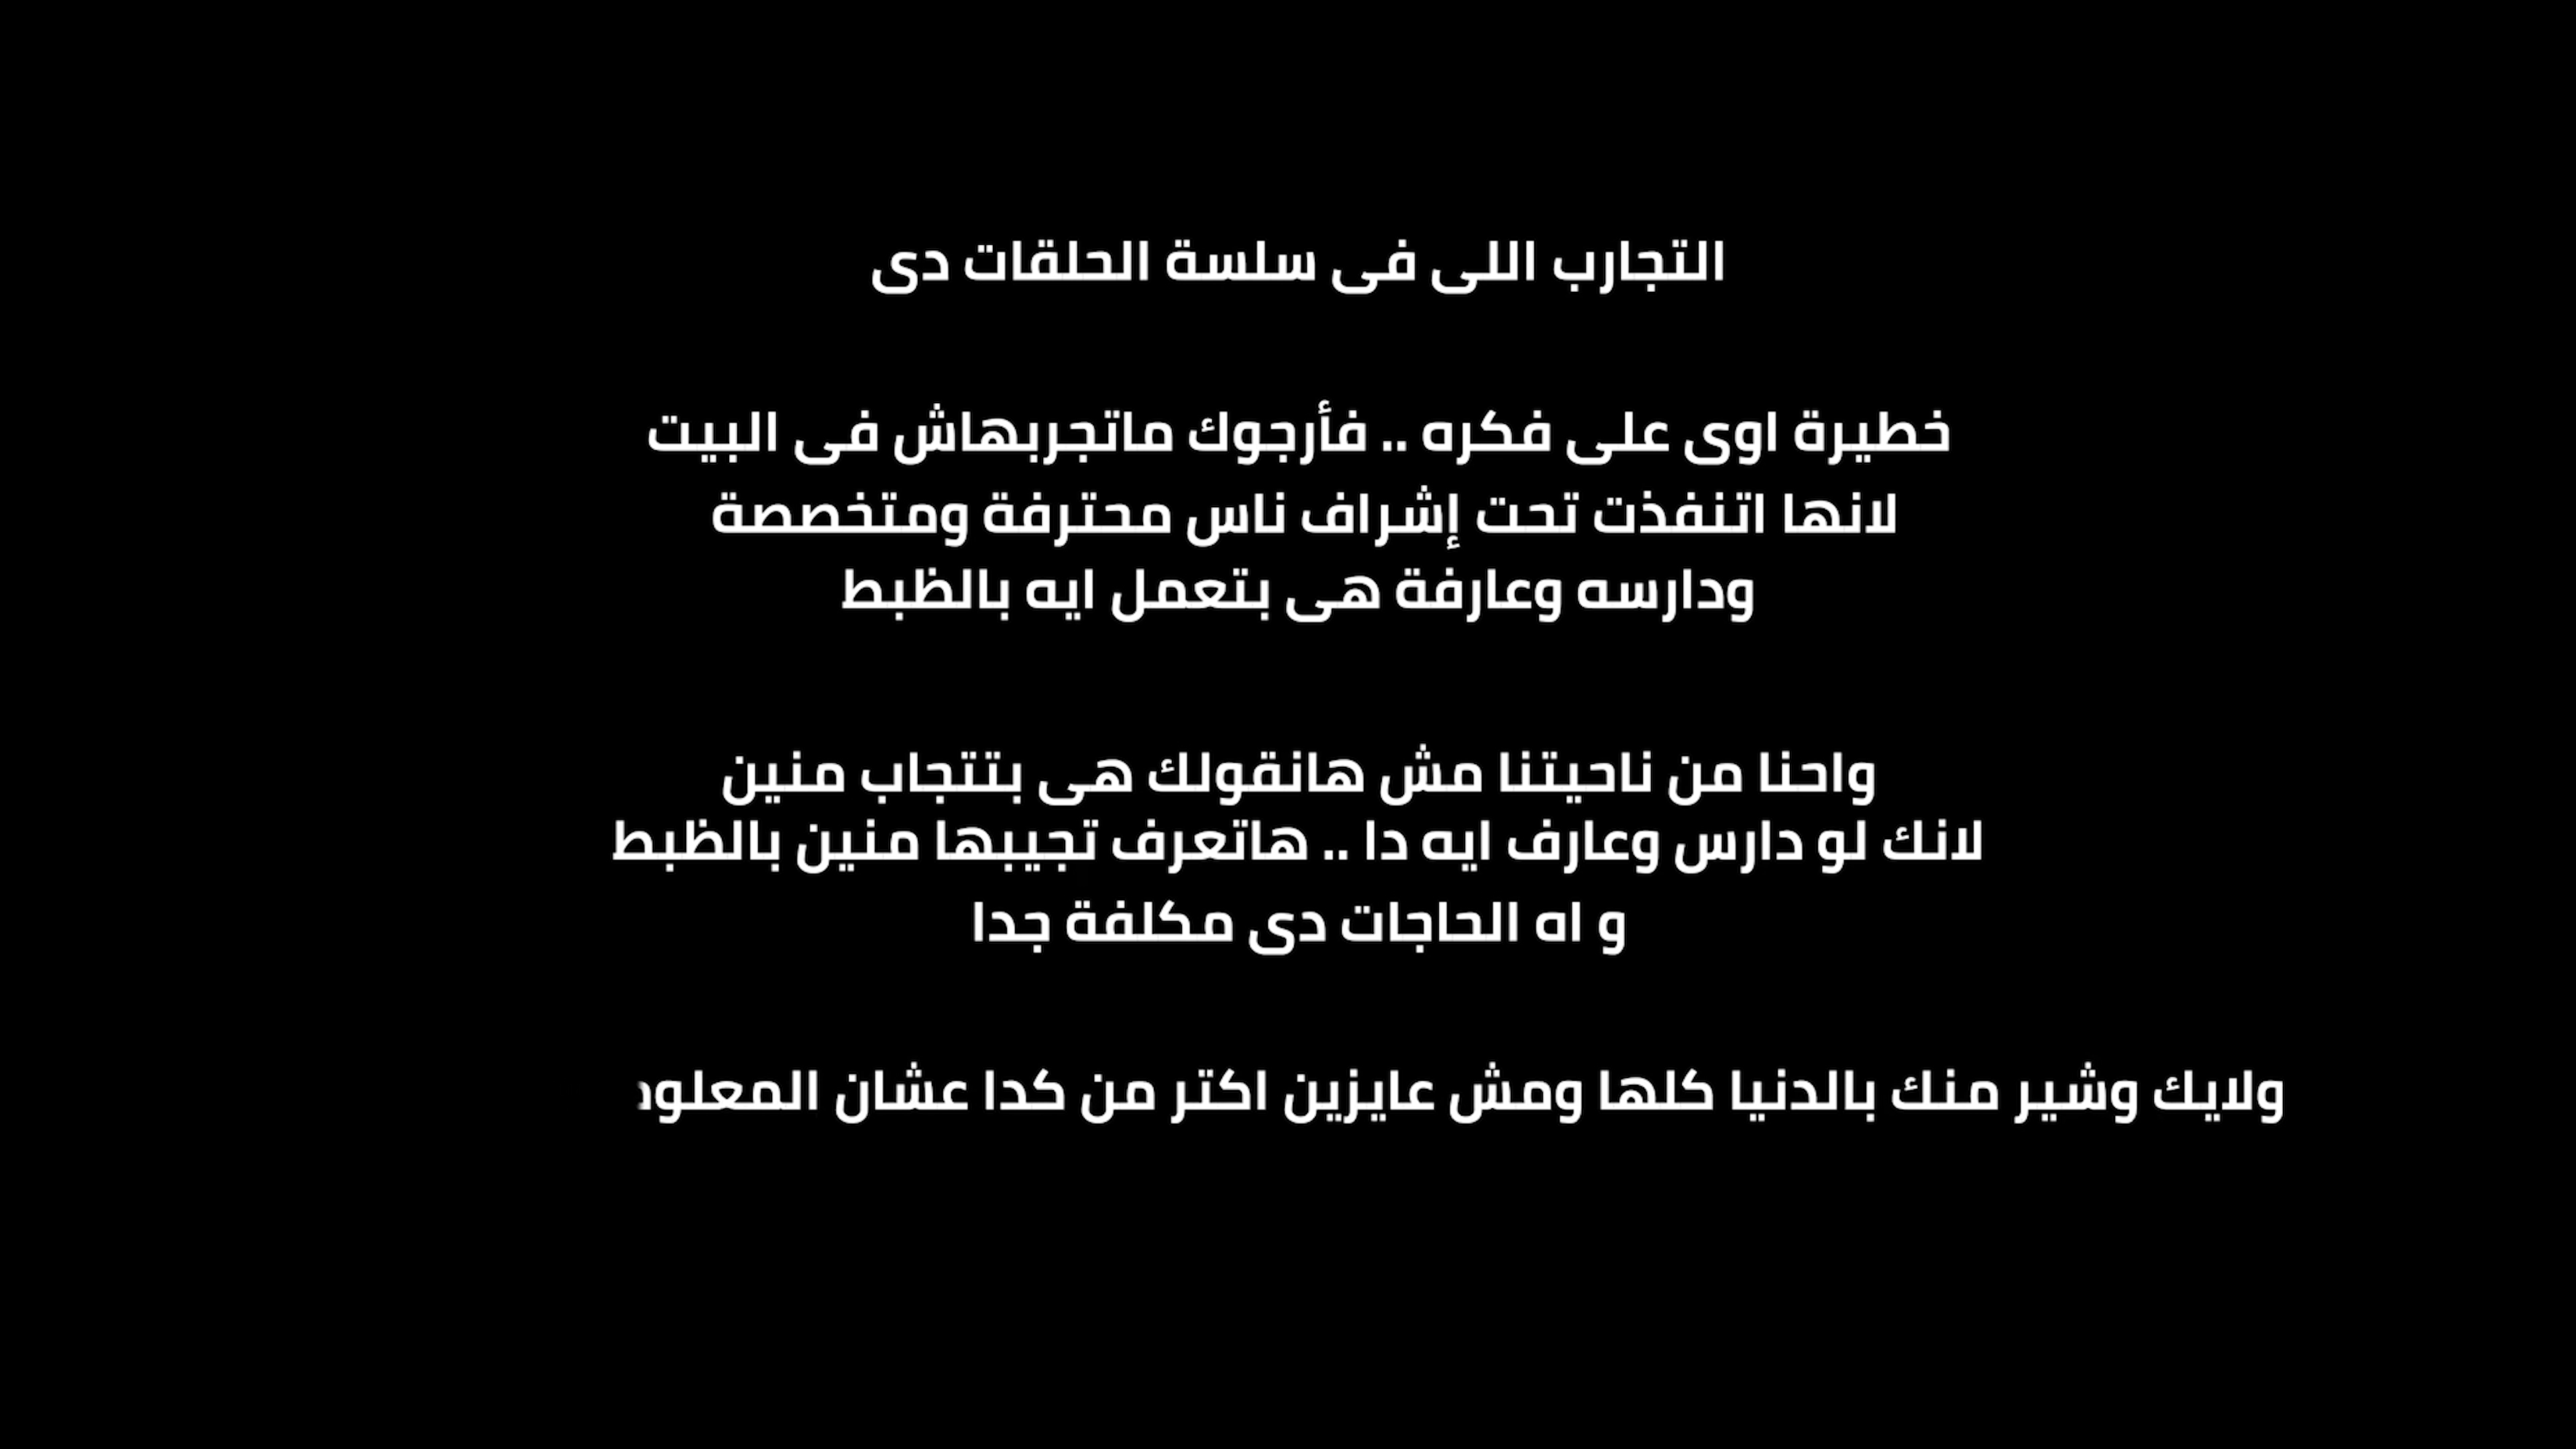 التجارب اللى فى سلسة الحلقات دى
خطيرة اوى على فكره .. فأرجوك ماتجربهاش فى البيت
لانها اتنفذت تحت إشراف ناس محترفة ومتخصصة
ودارسه وعارفة هى بتعمل ايه بالظبط
واحنا من ناحيتنا مش هانقولك هى بتتجاب منين
لانك لو دارس وعارف ايه دا .. هاتعرف تجيبها منين بالظبط
و اه الحاجات دى مكلفة جدا
ولايك وشير منك بالدنيا كلها ومش عايزين اكتر من كدا عشان